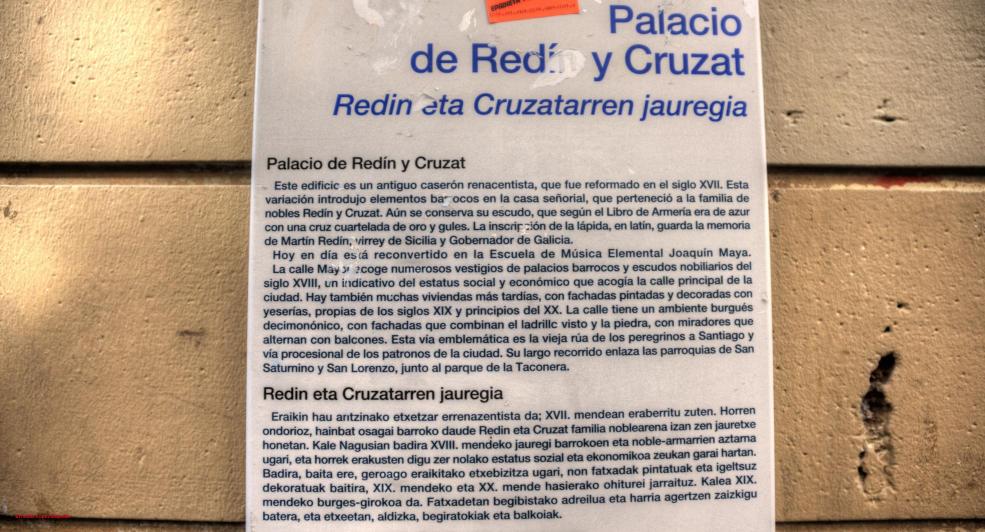 Palacio
de Redín y Cruzat
Redin eta Cruzatarren jauregia
Palacio de Redín y Cruzat
Este edificio es un antiguo caserón renacentista, que fue reformado en el siglo XVII. Esta
variación introdujo elementos barrocos en la casa señorial, que perteneció a la familia de
nobles Redín y Cruzat. Aún se conserva su escudo, que según el Libro de Armería era de azur
con una cruz cuartelada de oro y gules. La inscripción de la lápida, en latín, guarda la memoria
de Martín Redín, virrey de Sicilia y Gobernador de Galicia.
Hoy en día está reconvertido en la Escuela de Música Elemental Joaquín Maya.
La calle Mayor recoge numerosos vestigios de palacios barrocos y escudos nobiliarios del
siglo XVIII, un indicativo del estatus social y económico que acogía la calle principal de la
ciudad. Hay también muchas viviendas más tardías, con fachadas pintadas y decoradas con
yeserías, propias de los siglos XIX y principios del XX. La calle tiene un ambiente burgués
decimonónico, con fachadas que combinan el ladrillo visto y la piedra, con miradores que
alternan con balcones. Esta vía emblemática es la vieja rúa de los peregrinos a Santiago y
vía procesional de los patronos de la ciudad. Su largo recorrido enlaza las parroquias de San
Saturnino y San Lorenzo, junto al parque de la Taconera.
Redin eta Cruzatarren jauregia
Eraikin hau antzinako etxetzar errenazentista da; XVII. mendean eraberritu zuten. Horren
ondorioz, hainbat osagai barroko daude Redin eta Cruzat familia noblearena izan zen jauretxe
honetan. Kale Nagusian badira XVIII. mendeko jauregi barrokoen eta noble-armarrien aztarna
ugari, eta horrek erakusten digu zer nolako estatus sozial eta ekonomikoa zeukan garai hartan.
Badira, baita ere, geroago eraikitako etxebizitza ugari, non fatxadak pintatuak eta igeltsuz
dekoratuak baitira, XIX. mendeko eta XX. mende hasierako ohiturei jarraituz. Kalea XIX.
mendeko burges-girokoa da. Fatxadetan begibistako adreilua eta harria agertzen zaizkigu
batera, eta etxeetan, aldizka, begiratokiak eta balkoiak.